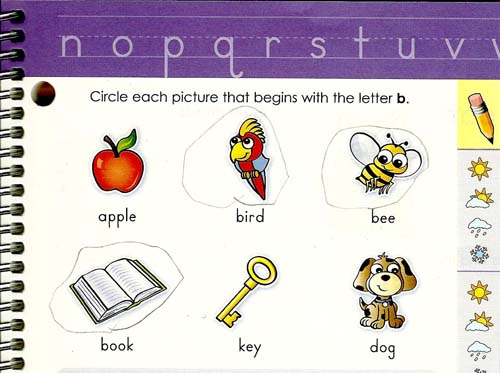 n o p q r s t u v
Circle each picture that begins with the letter b.
apple bird bee
book key dog